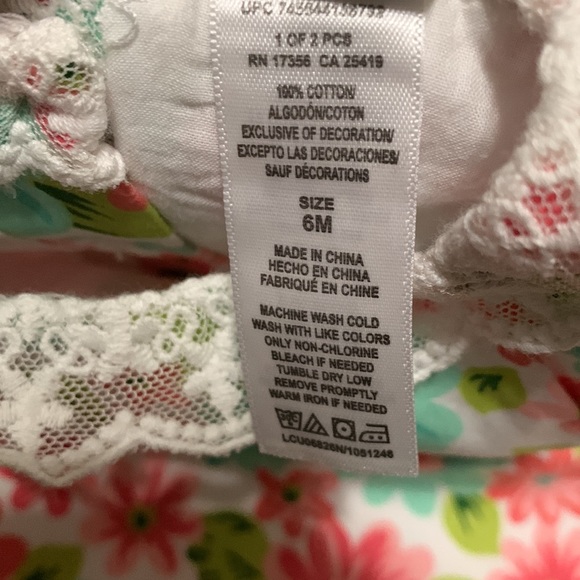 1 OF 2 PCS
RN 17356 CA 25419
100% COTTON/
ALGODÓN/COTON
EXCLUSIVE OF DECORATION/
EXCEPTO LAS DECORACIONES/
SAUF DÉCORATIONS
SIZE
6M
MADE IN CHINA
HECHO EN CHINA
FABRIQUÉ EN CHINE
MACHINE WASH COLD
WASH WITH LIKE COLORS
ONLY NON-CHLORINE
BLEACH IF NEEDED
TUMBLE DRY LOW
REMOVE PROMPTLY
WARM IRON IF NEEDED
LCU06826N/1051246